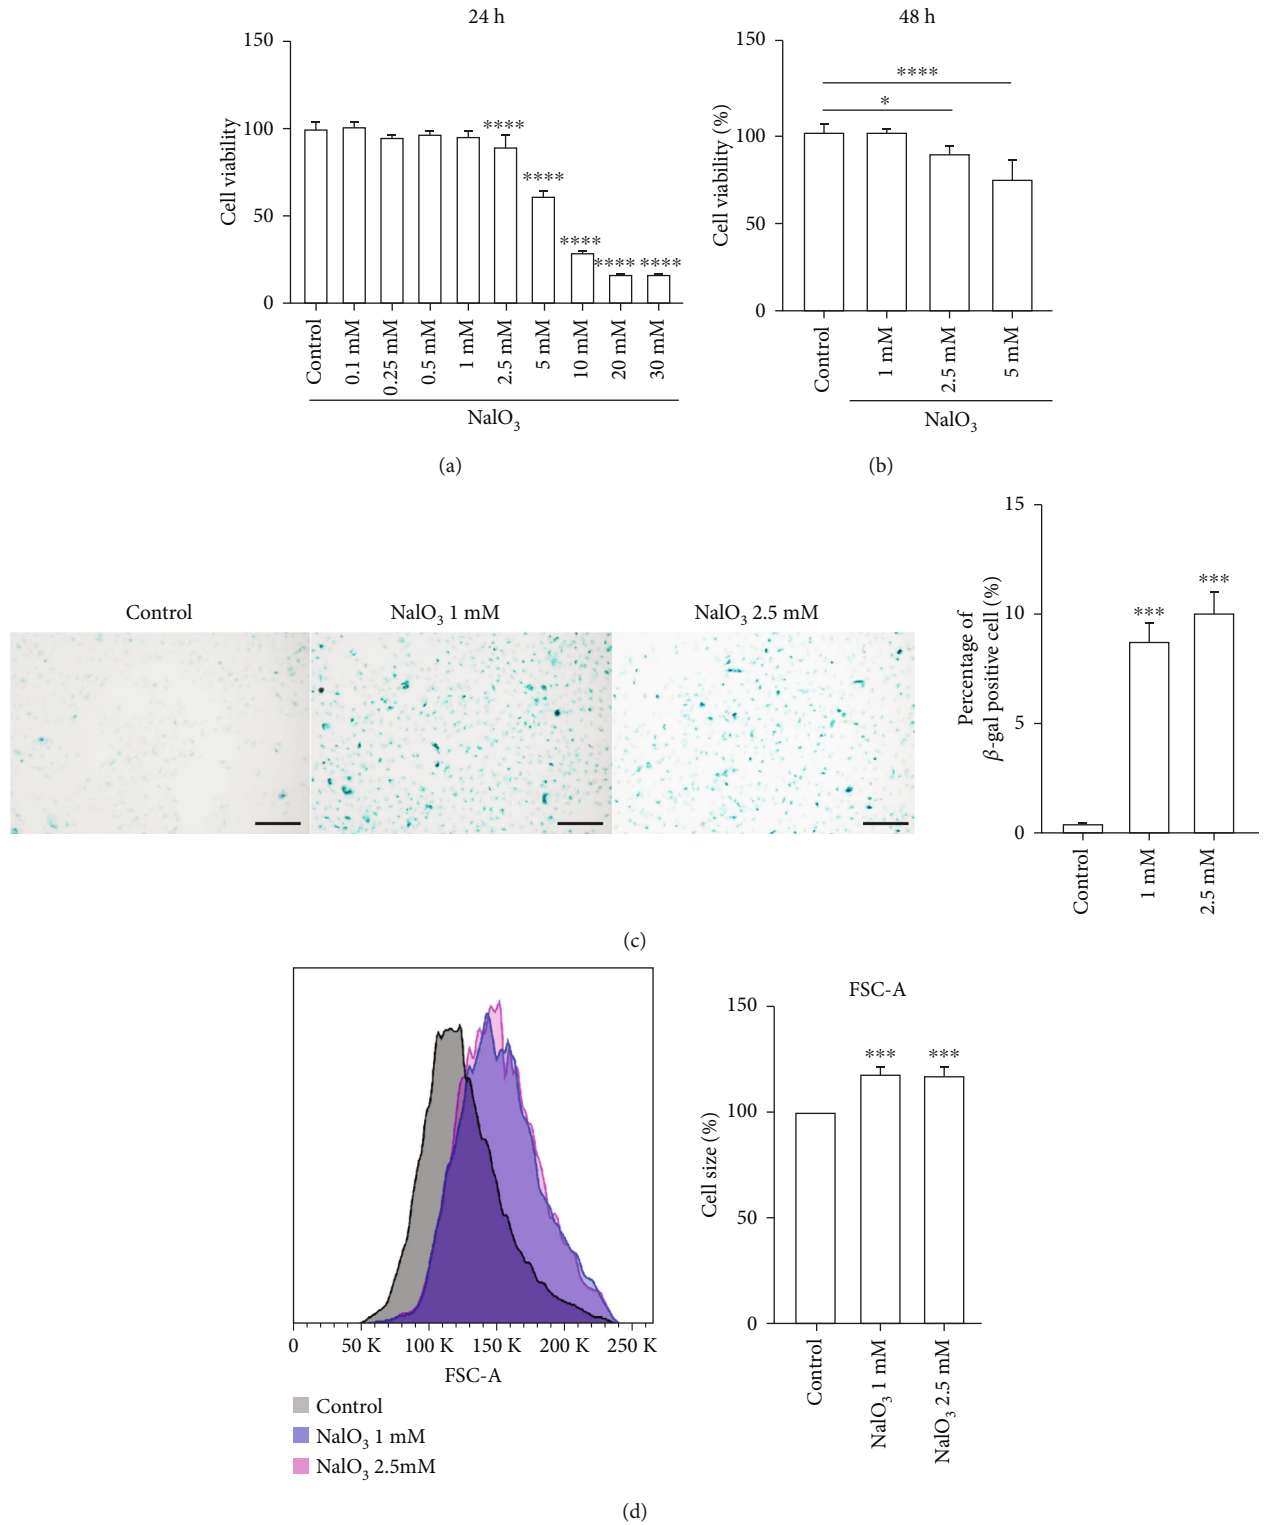 24 h
150
100
50
0
Cell viability
****
****
****
**** ****
Control
0.1 mM
0.25 mM
0.5 mM
1 mM
2.5 mM
5 mM
10 mM
20 mM
30 mM
NaIO3
(a)
48 h
150
100
50
0
Cell viability (%)
****
*
Control
1 mM
2.5 mM
5 mM
NaIO3
(b)
Control
NaIO3 1 mM
NaIO3 2.5 mM
15
10
5
0
Percentage of
β-gal positive cell (%)
***
***
Control
1 mM
2.5 mM
(c)
0
50 K
100 K
150 K
200 K
250 K
FSC-A
Control
NaIO3 1 mM
NaIO3 2.5mM
FSC-A
150
100
50
0
Cell size (%)
***
***
Control
NaIO3 1 mM
NaIO3 2.5 mM
(d)